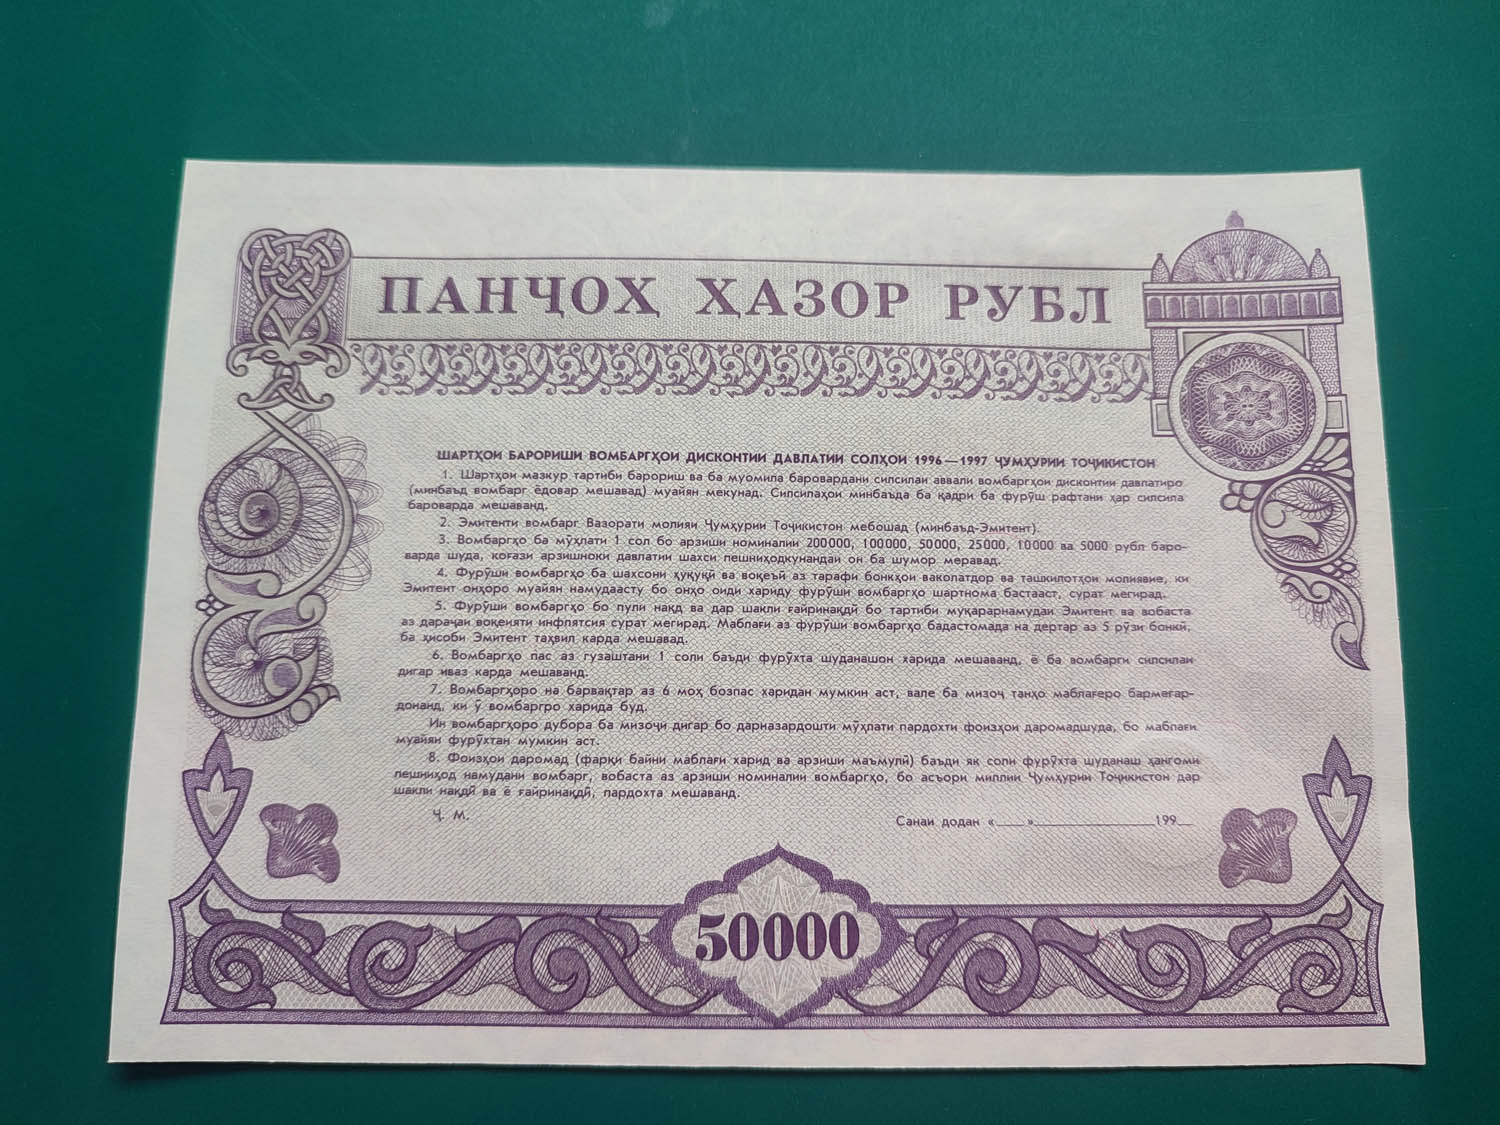 ПАНҶОҲ ҲАЗОР РУБЛ
ШАРТҲОИ БАРОРИШИ ВОМБАРГҲОИ ДИСКОНТИИ ДАВЛАТИИ СОЛҲОИ 1996—1997 ҶУМҲУРИИ ТОҶИКИСТОН
1. Шартҳои мазкур тартиби барориш ва ба муомила баровардани силсилаи аввали вомбаргҳои дисконтии давлатиро
(минбаъд вомбарг ёдовар мешавад) муайян мекунад. Силсилаҳои минбаъда ба қадри ба фурӯш рафтани ҳар силсила
бароварда мешаванд.
2. Эмитенти вомбарг Вазорати молияи Ҷумҳурии Тоҷикистон мебошад (минбаъд-Эмитент).
3. Вомбаргҳо ба мӯҳлати 1 сол бо арзиши номиналии 200000, 100000, 50000, 25000, 10000 ва 5000 рубл баро-
варда шуда, коғази арзишноки давлатии шахси пешниҳодкунандаи он ба шумор меравад.
4. Фурӯши вомбаргҳо ба шахсони ҳуқуқӣ ва воқеъӣ аз тарафи бонкҳои ваколатдор ва ташкилотҳои молиявие, ки
Эмитент онҳоро муайян намудаасту бо онҳо оиди хариду фурӯши вомбаргҳо шартнома бастааст, сурат мегирад.
5. Фурӯши вомбаргҳо бо пули нақд ва дар шакли ғайринақдӣ бо тартиби муқарарнамудаи Эмитент ва вобаста
аз дараҷаи воқеияти инфлятсия сурат мегирад. Маблағи аз фурӯши вомбаргҳо бадастомада на дертар аз 5 рӯзи бонкӣ,
ба ҳисоби Эмитент таҳвил карда мешавад.
6. Вомбаргҳо пас аз гузаштани 1 соли баъди фурӯхта шуданашон харида мешаванд, ё ба вомбарги силсилаи
дигар иваз карда мешаванд.
7. Вомбаргҳоро на барвақтар аз 6 моҳ бозпас харидан мумкин аст, вале ба мизоҷ танҳо маблағеро бармегар-
донанд, ки ӯ вомбаргро харида буд.
Ин вомбаргҳоро дубора ба мизоҷи дигар бо дарназардошти мӯҳлати пардохти фоизҳои даромадшуда, бо маблағи
муайян фурӯхтан мумкин аст.
8. Фоизҳои даромад (фарқи байни маблағи харид ва арзиши маъмулӣ) баъди як соли фурӯхта шуданаш ҳангоми
пешниҳод намудани вомбарг, вобаста аз арзиши номиналии вомбаргҳо, бо асъори миллии Ҷумҳурии Тоҷикистон дар
шакли нақдӣ ва ё ғайринақдӣ, пардохта мешаванд.
Ҷ. М.
Санаи додан «____»________________199__
50000